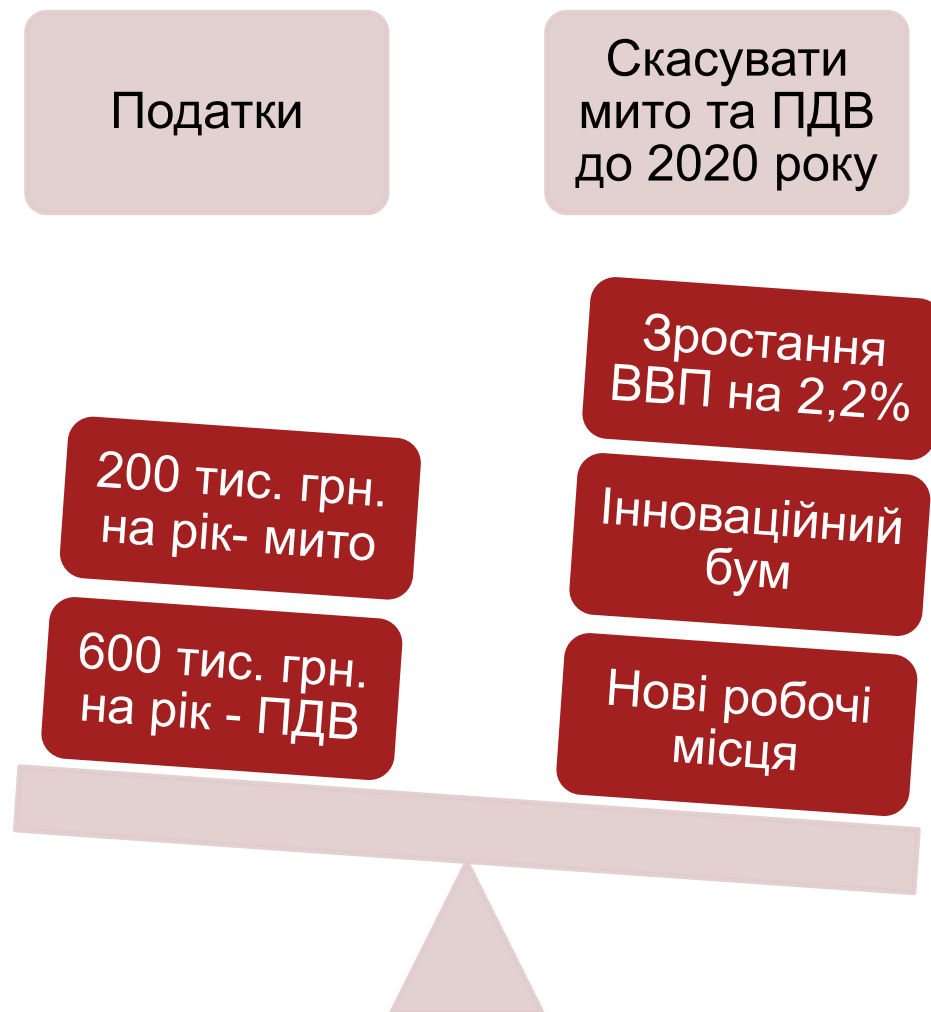 Податки
Скасувати
мито та ПДВ
до 2020 року
200 тис. грн.
на рік- мито
600 тис. грн.
на рік - ПДВ
Зростання
ВВП на 2,2%
Інноваційний
бум
Нові робочі
місця